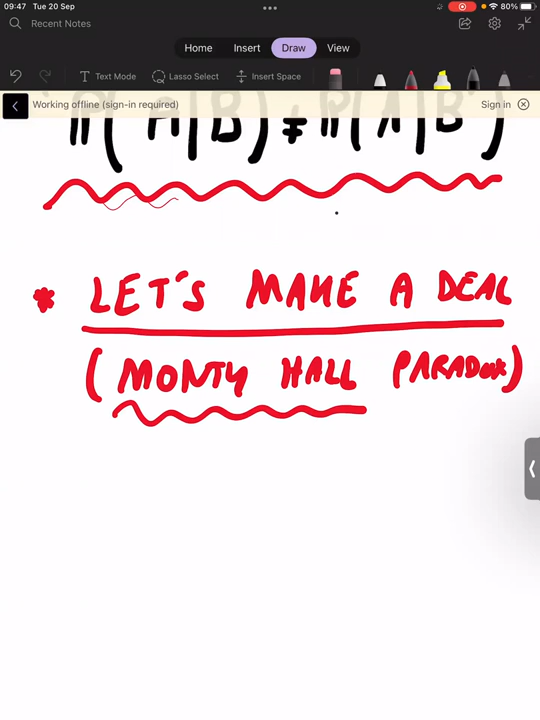 09:47 Tue 20 Sep 80%
Recent Notes
Home Insert Draw View
Text Mode Lasso Select Insert Space
Working offline (sign-in required) Sign in
* LET'S MAKE A DEAL
(MONTY HALL PARADOX)